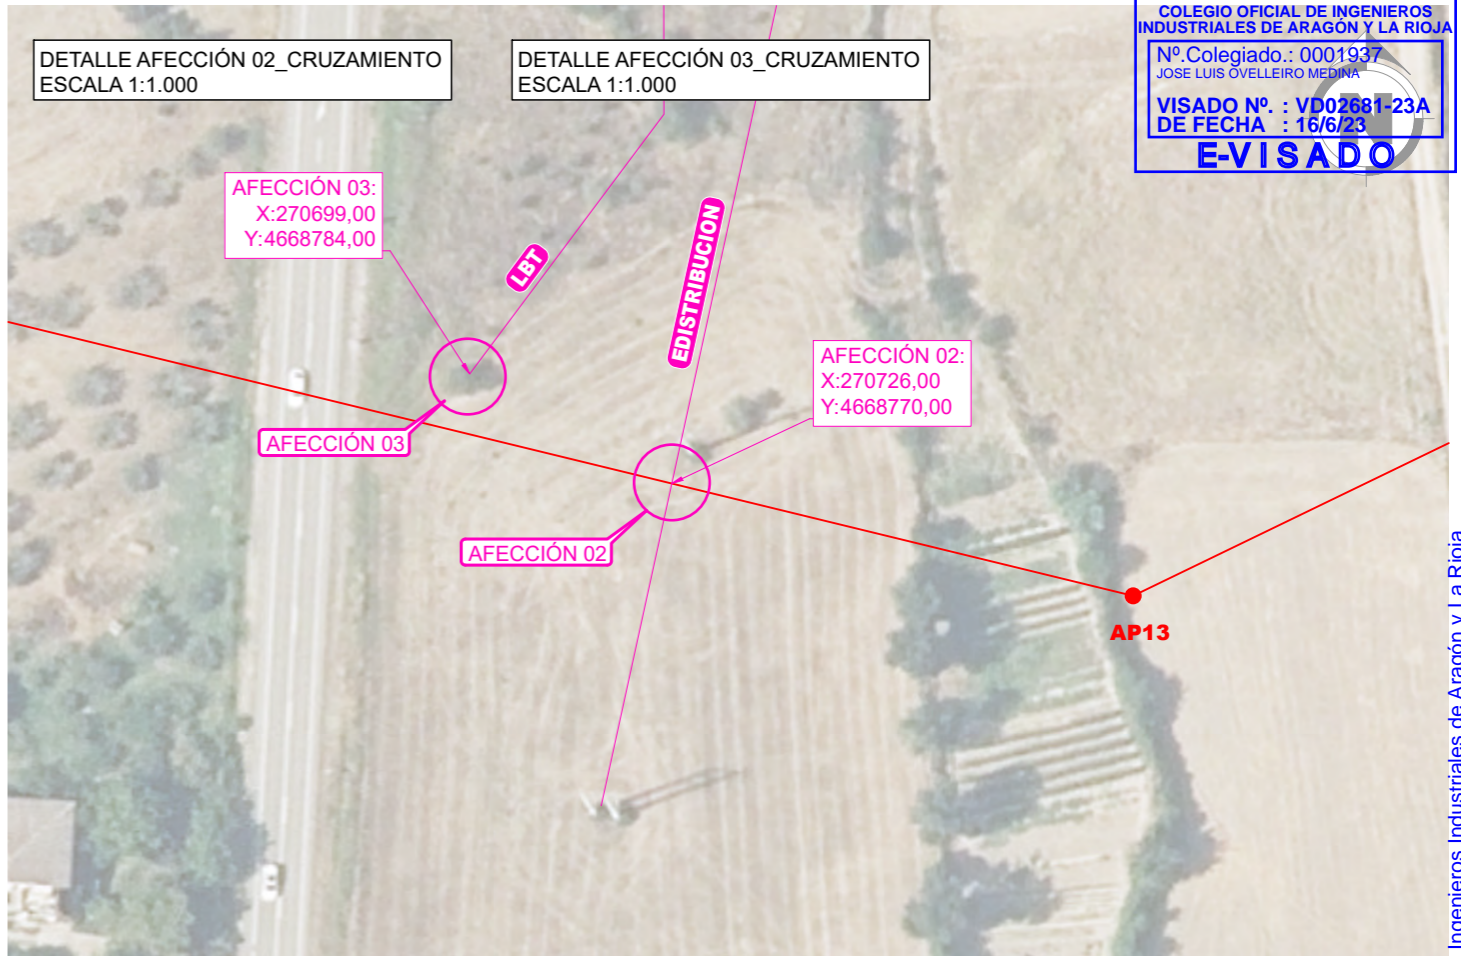 DETALLE AFECCIÓN 02_CRUZAMIENTO
ESCALA 1:1.000
DETALLE AFECCIÓN 03_CRUZAMIENTO
ESCALA 1:1.000
COLEGIO OFICIAL DE INGENIEROS
INDUSTRIALES DE ARAGÓN Y LA RIOJA
Nº.Colegiado.: 0001937
JOSE LUIS OVELLEIRO MEDINA
VISADO Nº. : VD02681-23A
DE FECHA : 16/6/23
E-VISADO
N
AFECCIÓN 03:
X:270699,00
Y:4668784,00
LBT
EDISTRIBUCION
AFECCIÓN 02:
X:270726,00
Y:4668770,00
AFECCIÓN 03
AFECCIÓN 02
AP13
Ingenieros Industriales de Aragón y La Rioja